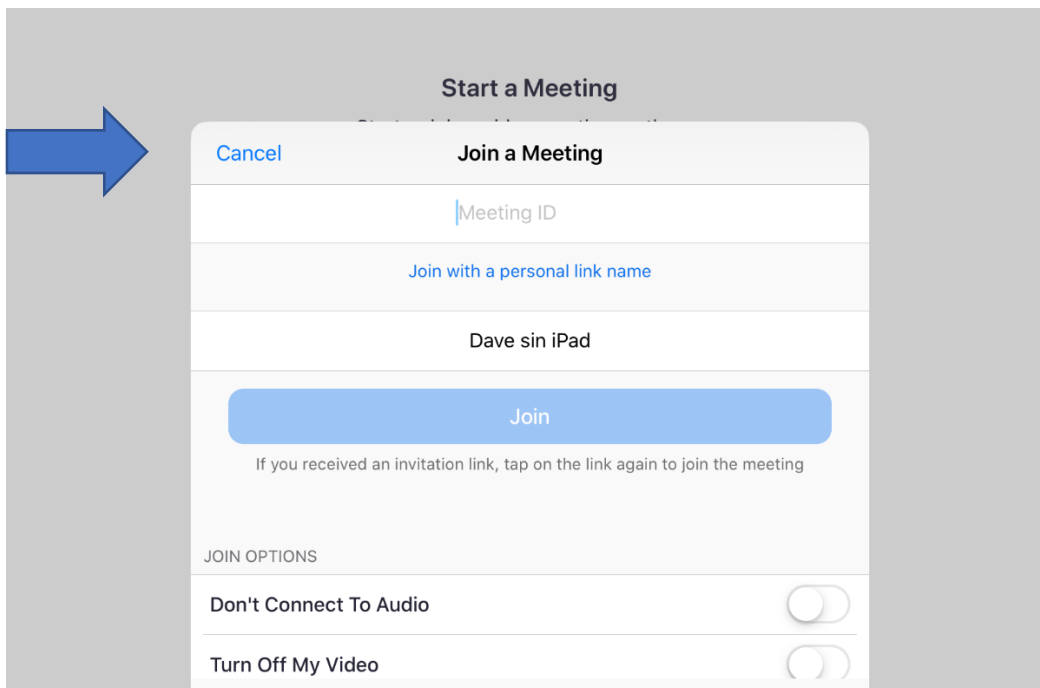 Start a Meeting
Cancel
Join a Meeting
Meeting ID
Join with a personal link name
Dave sin iPad
Join
If you received an invitation link, tap on the link again to join the meeting
JOIN OPTIONS
Don't Connect To Audio
Turn Off My Video